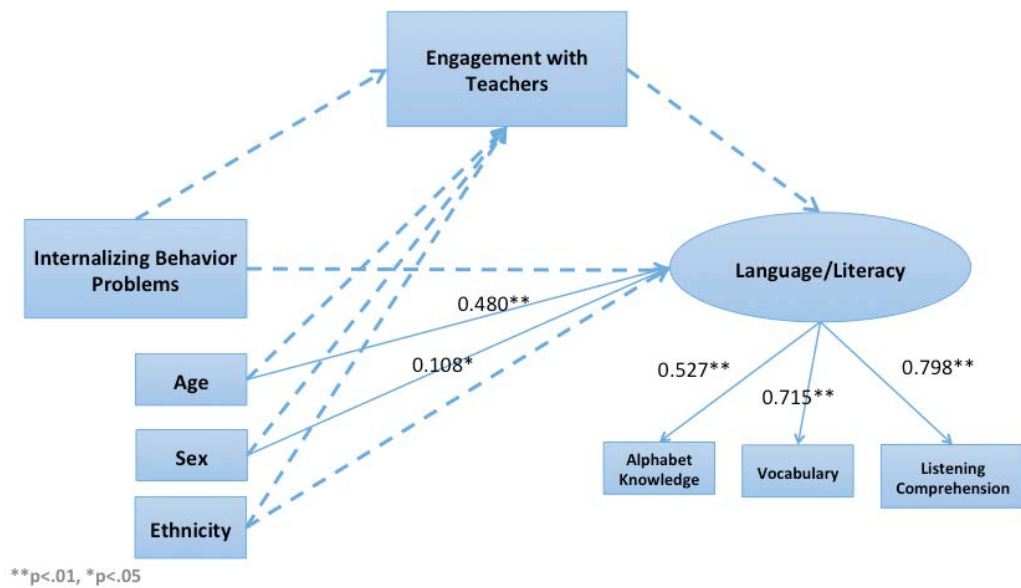 Engagement with
Teachers
Internalizing Behavior
Problems
Language/Literacy
0.480**
Age
0.108*
0.527**
0.798**
0.715**
Sex
Alphabet
Knowledge
Vocabulary
Listening
Comprehension
Ethnicity
**p<.01, *p<.05